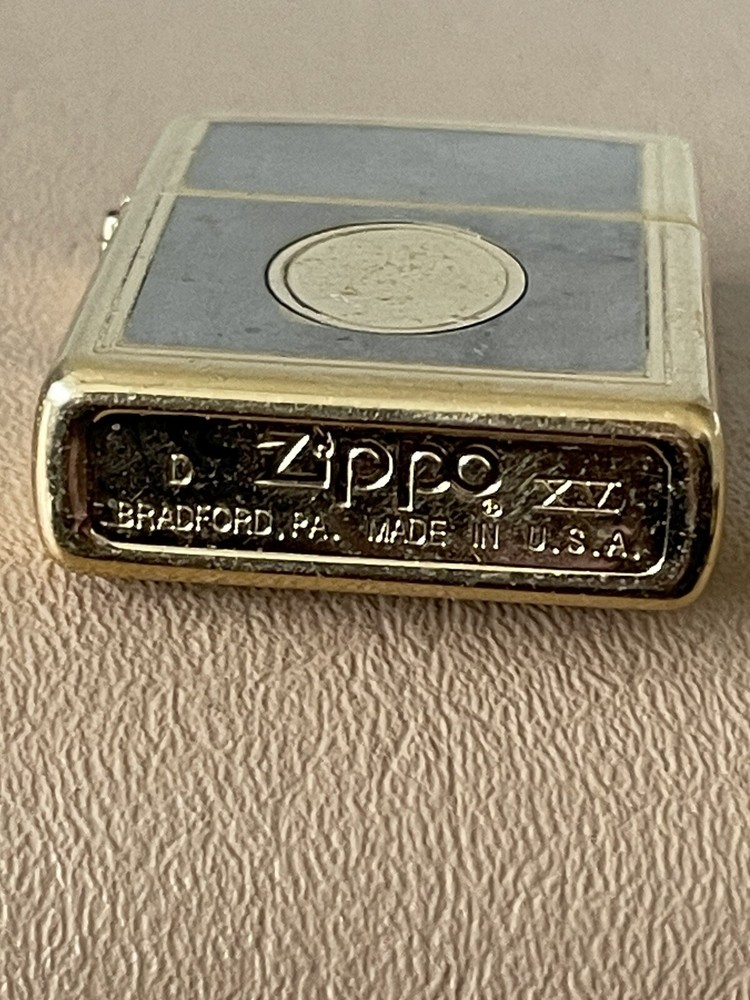 D Zippo® XV
BRADFORD, PA. MADE IN U.S.A.